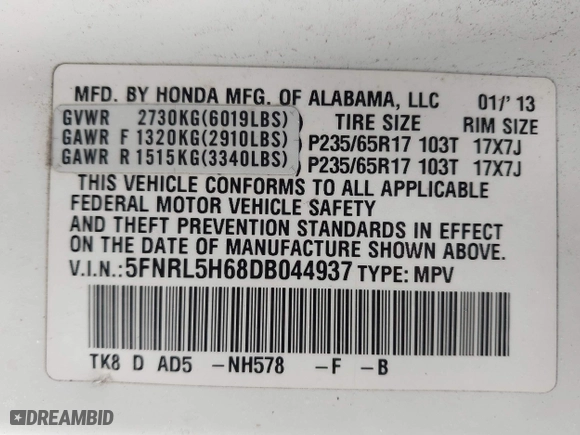 MFD. BY HONDA MFG. OF ALABAMA, LLC 01/'13
GVWR 2730KG(6019LBS) TIRE SIZE RIM SIZE
GAWR F 1320KG(2910LBS) P235/65R17 103T 17X7J
GAWR R 1515KG(3340LBS) P235/65R17 103T 17X7J
THIS VEHICLE CONFORMS TO ALL APPLICABLE
FEDERAL MOTOR VEHICLE SAFETY
AND THEFT PREVENTION STANDARDS IN EFFECT
ON THE DATE OF MANUFACTURE SHOWN ABOVE.
V.I.N.:5FNRL5H68DB044937 TYPE: MPV
TK8 D AD5 -NH578 -F -B
DREAMBID